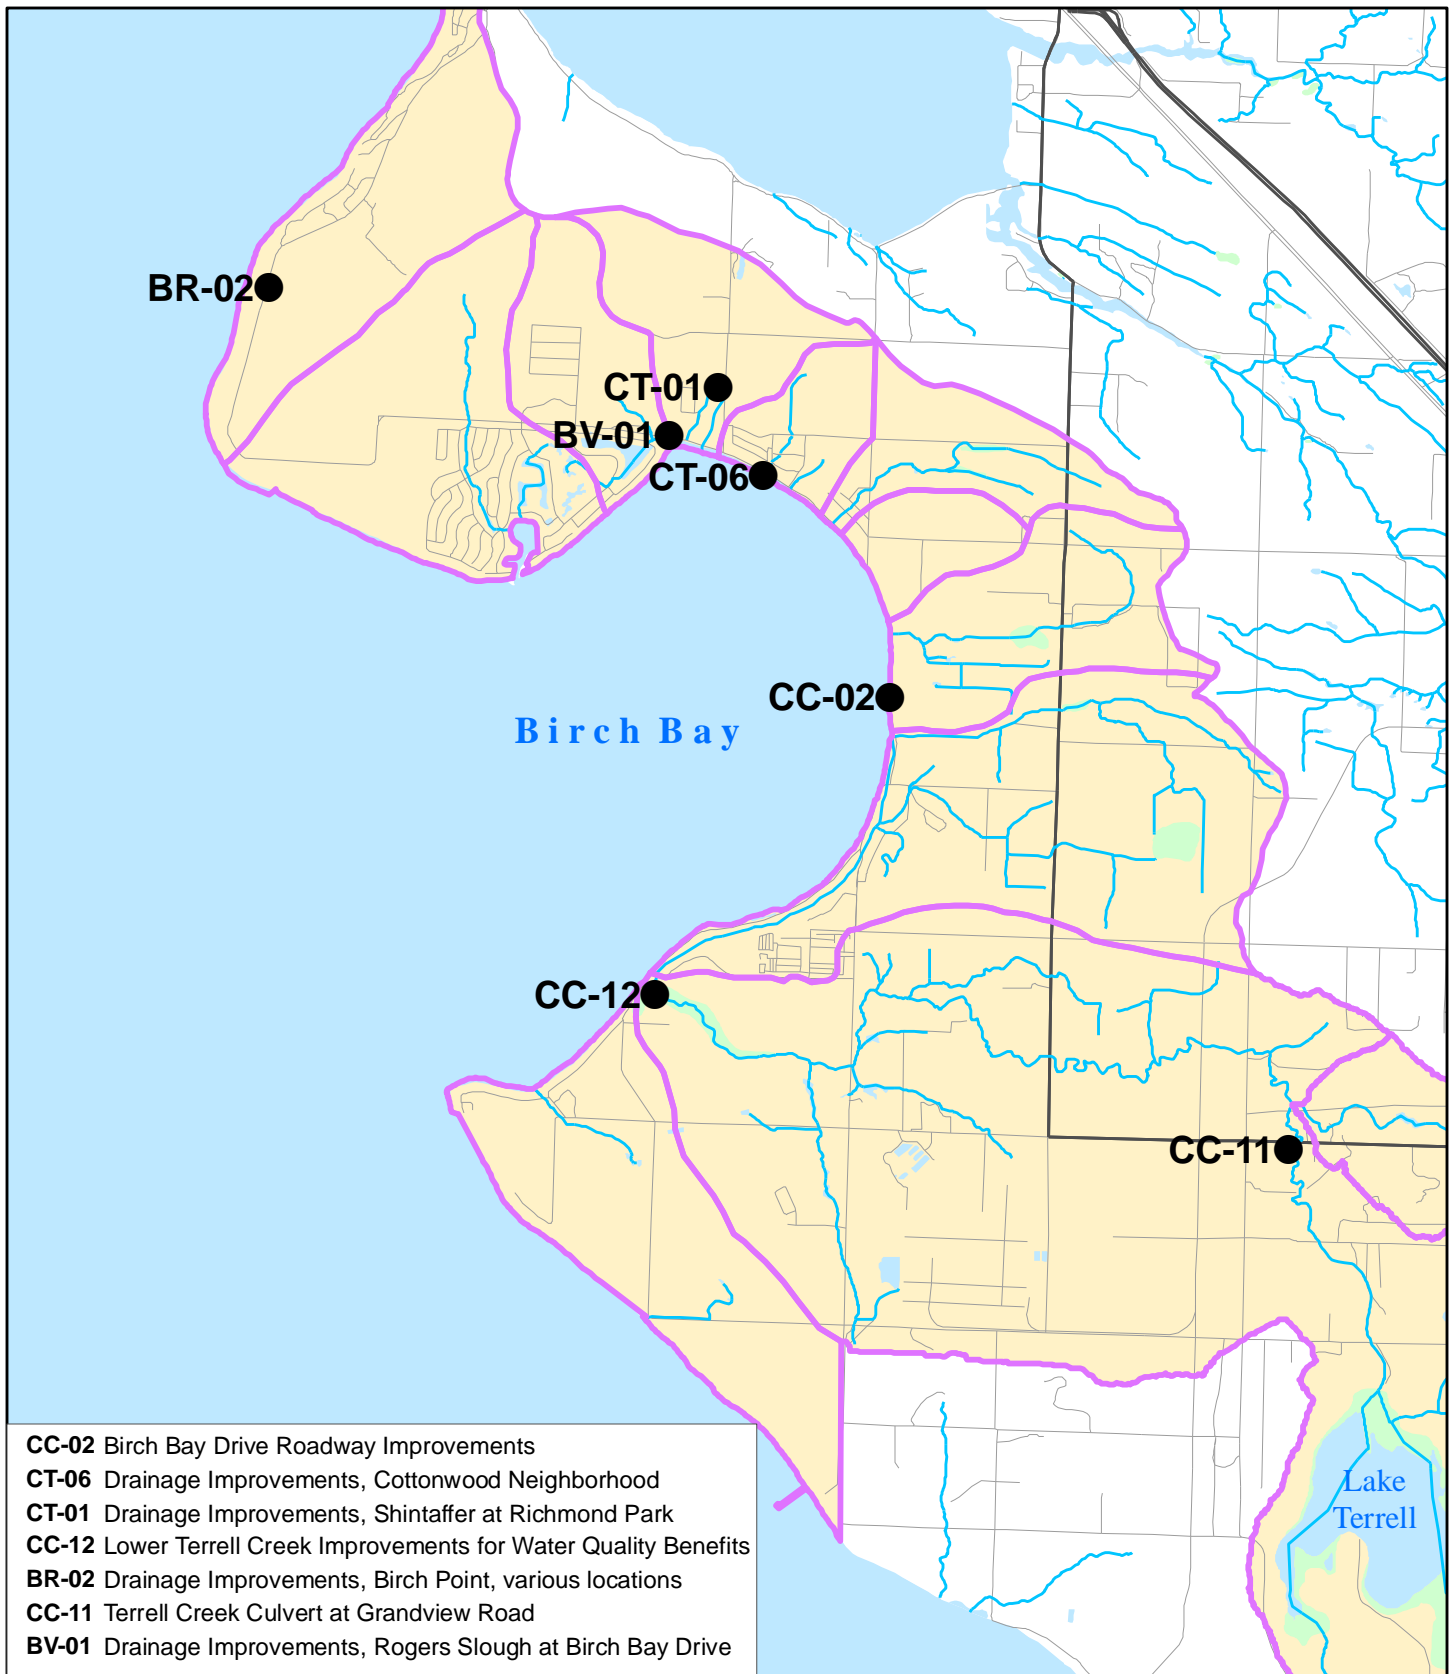 BR-02
CT-01
BV-01
CT-06
CC-02
Birch Bay
CC-12
CC-11
Lake
Terrell
CC-02 Birch Bay Drive Roadway Improvements
CT-06 Drainage Improvements, Cottonwood Neighborhood
CT-01 Drainage Improvements, Shintaffer at Richmond Park
CC-12 Lower Terrell Creek Improvements for Water Quality Benefits
BR-02 Drainage Improvements, Birch Point, various locations
CC-11 Terrell Creek Culvert at Grandview Road
BV-01 Drainage Improvements, Rogers Slough at Birch Bay Drive